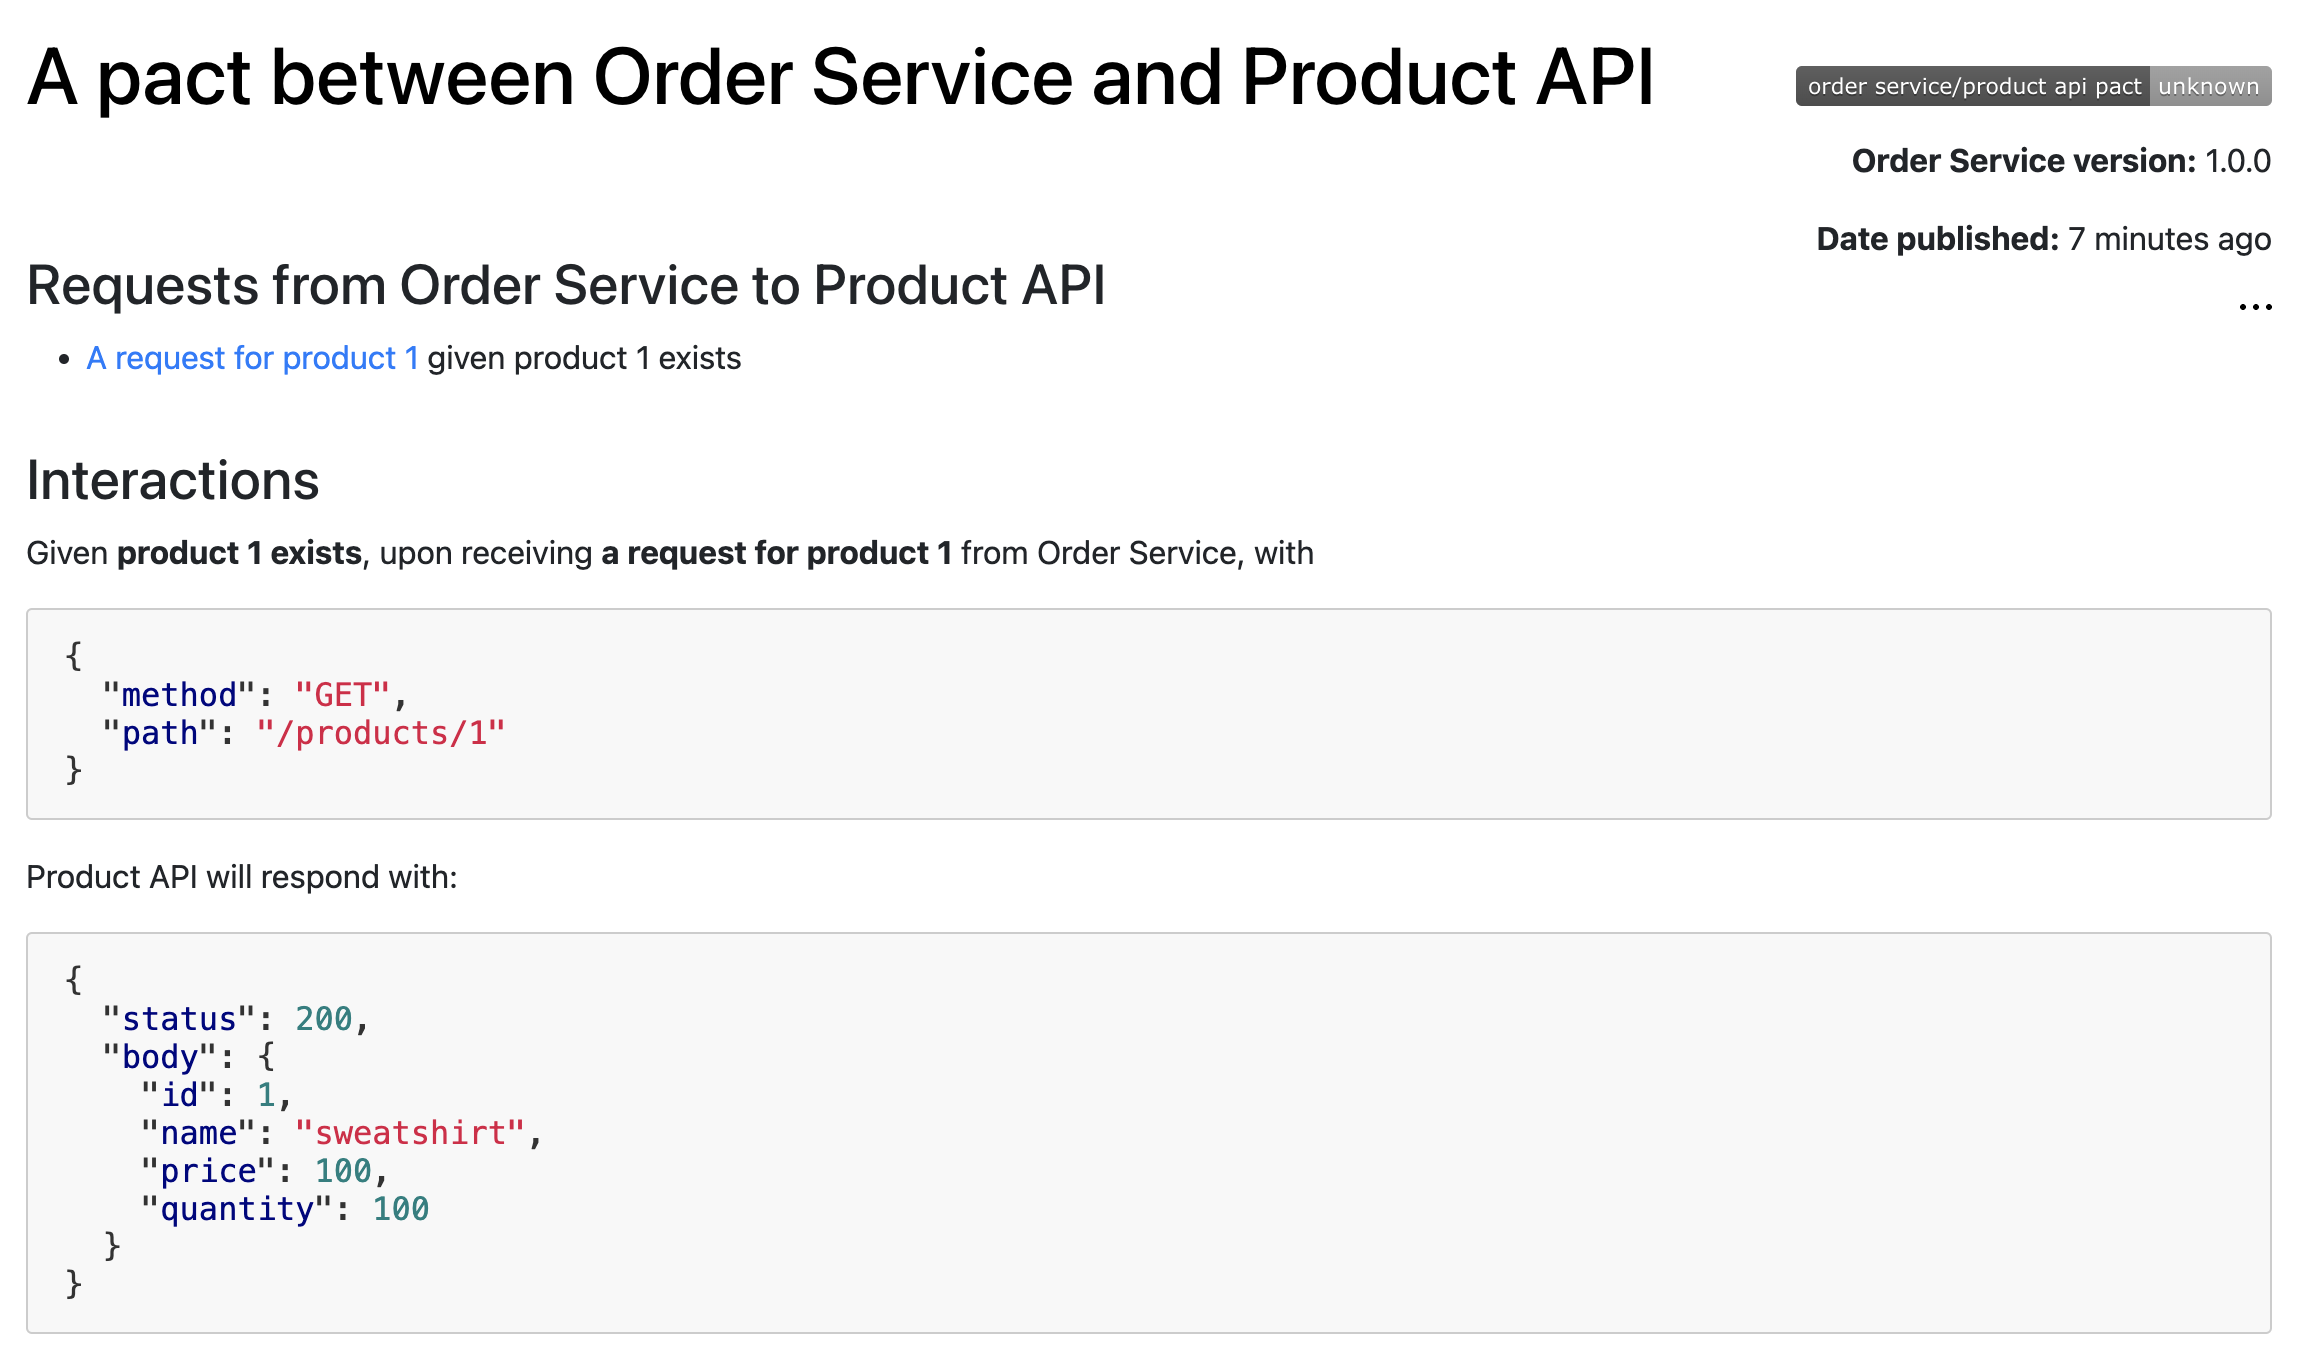 A pact between Order Service and Product API
order service/product api pact unknown
Order Service version: 1.0.0
Date published: 7 minutes ago
Requests from Order Service to Product API
...
• A request for product 1 given product 1 exists
Interactions
Given product 1 exists, upon receiving a request for product 1 from Order Service, with
{
  "method": "GET",
  "path": "/products/1"
}
Product API will respond with:
{
  "status": 200,
  "body": {
    "id": 1,
    "name": "sweatshirt",
    "price": 100,
    "quantity": 100
  }
}